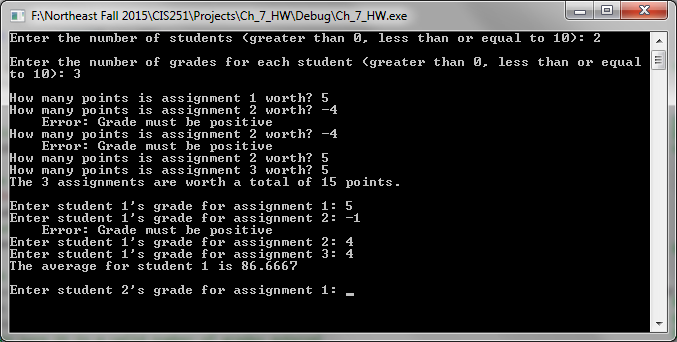 F:\Northeast Fall 2015\CIS251\Projects\Ch_7_HW\Debug\Ch_7_HW.exe
Enter the number of students (greater than 0, less than or equal to 10): 2
Enter the number of grades for each student (greater than 0, less than or equal
to 10): 3
How many points is assignment 1 worth? 5
How many points is assignment 2 worth? -4
Error: Grade must be positive
How many points is assignment 2 worth? -4
Error: Grade must be positive
How many points is assignment 2 worth? 5
How many points is assignment 3 worth? 5
The 3 assignments are worth a total of 15 points.
Enter student 1's grade for assignment 1: 5
Enter student 1's grade for assignment 2: -1
Error: Grade must be positive
Enter student 1's grade for assignment 2: 4
Enter student 1's grade for assignment 3: 4
The average for student 1 is 86.6667
Enter student 2's grade for assignment 1: _